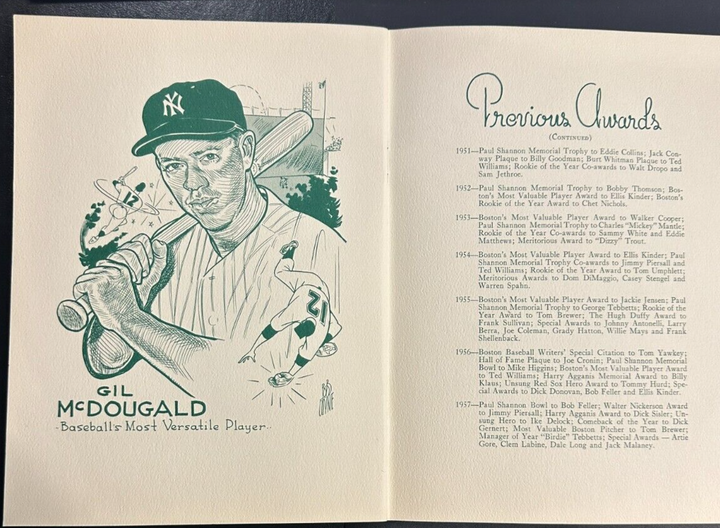 NY
12
12
GIL
McDOUGALD
-Baseball's Most Versatile Player-
Previous Awards
(CONTINUED)
1951—Paul Shannon Memorial Trophy to Eddie Collins; Jack Con-
way Plaque to Billy Goodman; Burt Whitman Plaque to Ted
Williams; Rookie of the Year Co-awards to Walt Dropo and
Sam Jethroe.
1952—Paul Shannon Memorial Trophy to Bobby Thomson; Bos-
ton's Most Valuable Player Award to Ellis Kinder; Boston's
Rookie of the Year Award to Chet Nichols.
1953—Boston's Most Valuable Player Award to Walker Cooper;
Paul Shannon Memorial Trophy to Charles "Mickey" Mantle;
Rookie of the Year Co-awards to Sammy White and Eddie
Matthews; Meritorious Award to "Dizzy" Trout.
1954—Boston's Most Valuable Player Award to Ellis Kinder; Paul
Shannon Memorial Trophy Co-awards to Jimmy Piersall and
Ted Williams; Rookie of the Year Award to Tom Umphlett;
Meritorious Awards to Dom DiMaggio, Casey Stengel and
Warren Spahn.
1955—Boston's Most Valuable Player Award to Jackie Jensen; Paul
Shannon Memorial Trophy to George Tebbetts; Rookie of the
Year Award to Tom Brewer; The Hugh Duffy Award to
Frank Sullivan; Special Awards to Johnny Antonelli, Larry
Berra, Joe Coleman, Grady Hatton, Willie Mays and Frank
Shellenback.
1956—Boston Baseball Writers' Special Citation to Tom Yawkey;
Hall of Fame Plaque to Joe Cronin; Paul Shannon Memorial
Bowl to Mike Higgins; Boston's Most Valuable Player Award
to Ted Williams; Harry Agganis Memorial Award to Billy
Klaus; Unsung Red Sox Hero Award to Tommy Hurd; Spe-
cial Awards to Dick Donovan, Bob Feller and Ellis Kinder.
1957—Paul Shannon Bowl to Bob Feller; Walter Nickerson Award
to Jimmy Piersall; Harry Agganis Award to Dick Sisler; Un-
sung Hero to Ike Delock; Comeback of the Year to Dick
Gernert; Most Valuable Boston Pitcher to Tom Brewer;
Manager of Year "Birdie" Tebbetts; Special Awards — Artie
Gore, Clem Labine, Dale Long and Jack Malaney.